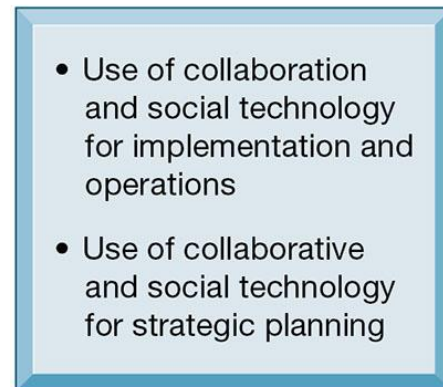 • Use of collaboration
and social technology
for implementation and
operations
• Use of collaborative
and social technology
for strategic planning